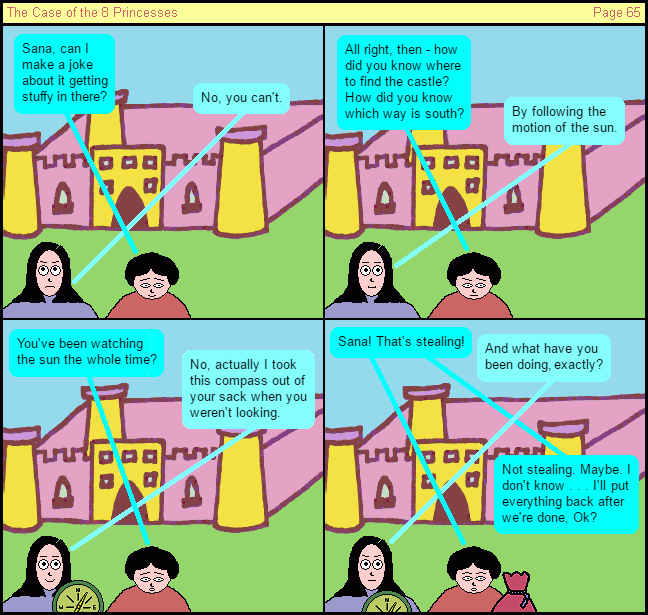 The Case of the 8 Princesses
Page 65
Sana, can I
make a joke
about it getting
stuffy in there?
No, you can't.
All right, then - how
did you know where
to find the castle?
How did you know
which way is south?
By following the
motion of the sun.
You've been watching
the sun the whole time?
No, actually I took
this compass out of
your sack when you
weren't looking.
N
W E
Sana! That's stealing!
And what have you
been doing, exactly?
Not stealing. Maybe. I
don't know . . . I'll put
everything back after
we're done, Ok?
N